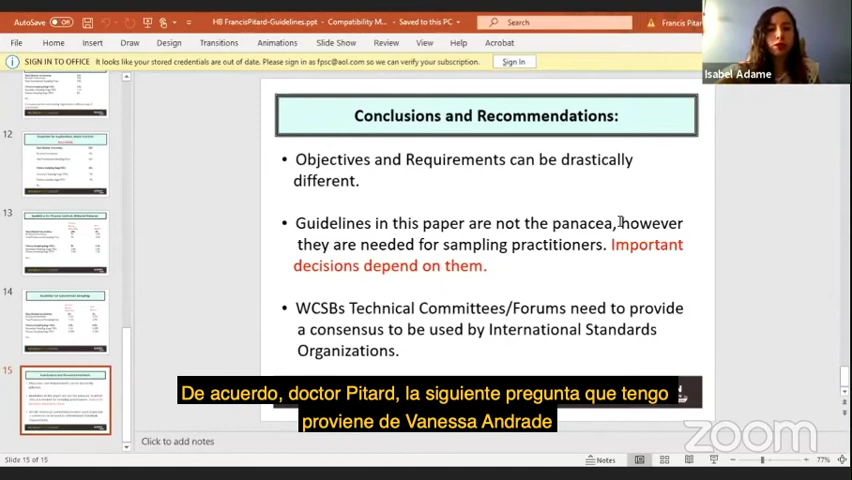 AutoSave Off HB FrancisPitard-Guidelines.ppt - Compatibility M... Saved to this PC Search Francis Pitar
File Home Insert Draw Design Transitions Animations Slide Show Review View Help Acrobat
SIGN IN TO OFFICE It looks like your stored credentials are out of date. Please sign in as fpsc@aol.com so we can verify your subscription. Sign In
Isabel Adame
12
13
14
15
Conclusions and Recommendations:
• Objectives and Requirements can be drastically
different.
• Guidelines in this paper are not the panacea, however
they are needed for sampling practitioners. Important
decisions depend on them.
• WCSBs Technical Committees/Forums need to provide
a consensus to be used by International Standards
Organizations.
De acuerdo, doctor Pitard, la siguiente pregunta que tengo
proviene de Vanessa Andrade
zoom
Click to add notes
Slide 15 of 15 Notes 77%